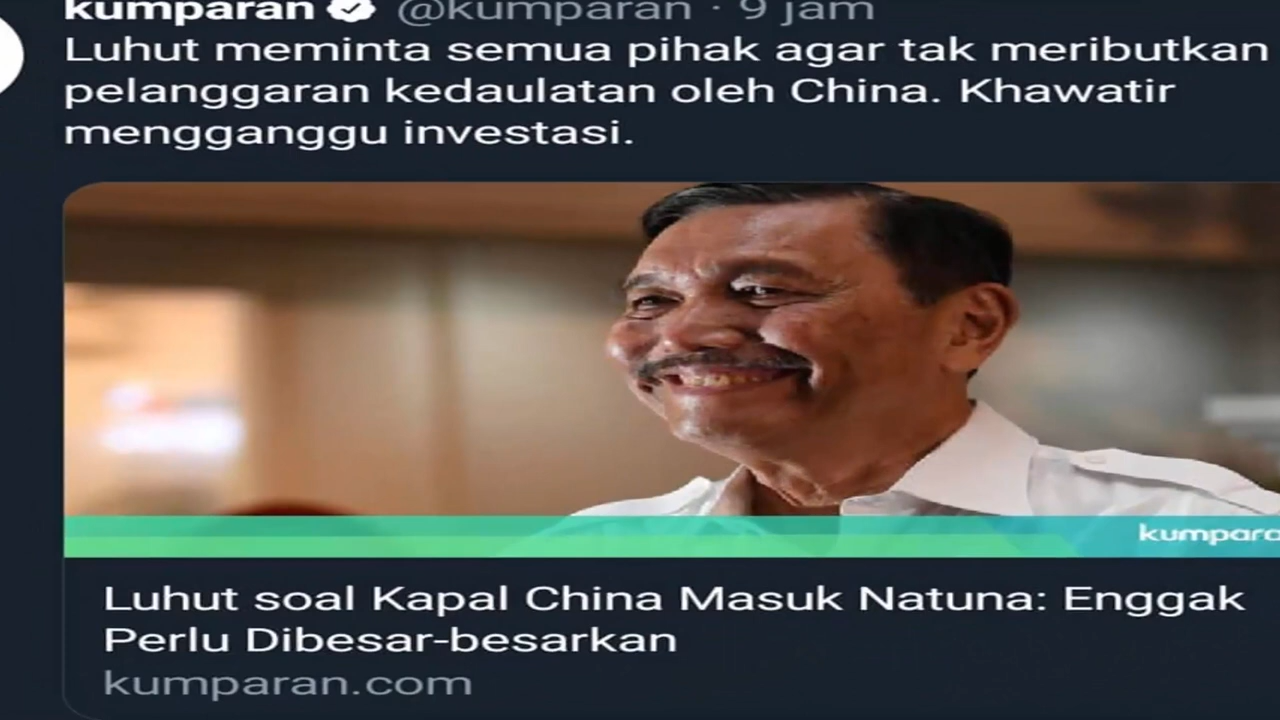 kumparan @kumparan · 9 jam
Luhut meminta semua pihak agar tak meributkan
pelanggaran kedaulatan oleh China. Khawatir
mengganggu investasi.
kumpara
Luhut soal Kapal China Masuk Natuna: Enggak
Perlu Dibesar-besarkan
kumparan.com